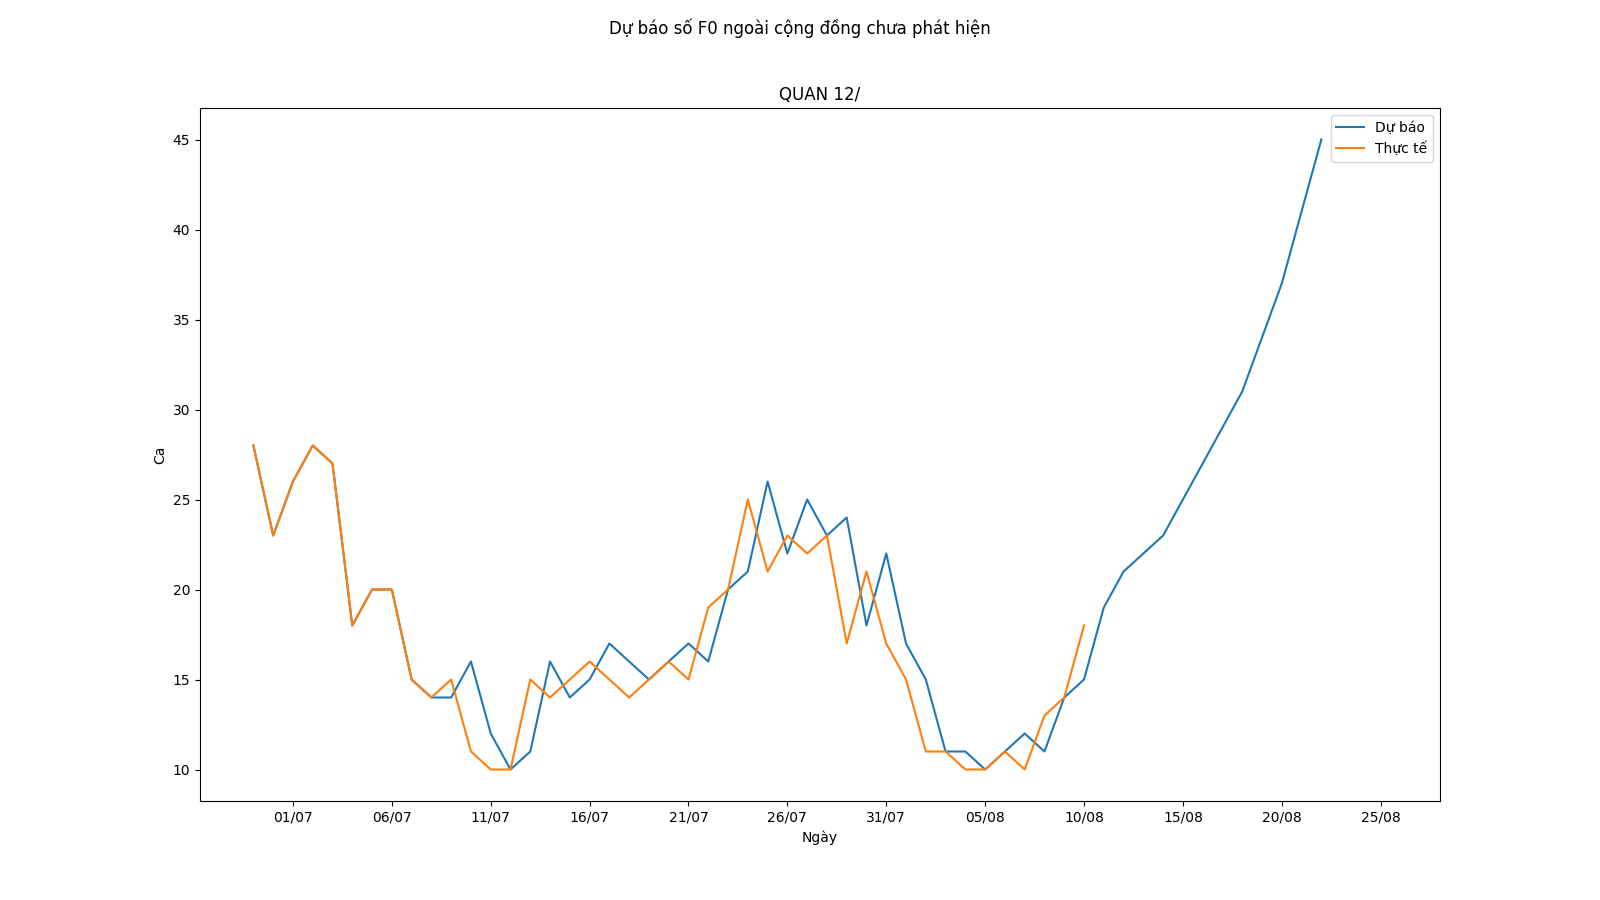 Dự báo số F0 ngoài cộng đồng chưa phát hiện
QUAN 12/
Dự báo
Thực tế
45
40
35
30
25
20
15
10
Ca
01/07 06/07 11/07 16/07 21/07 26/07 31/07 05/08 10/08 15/08 20/08 25/08
Ngày